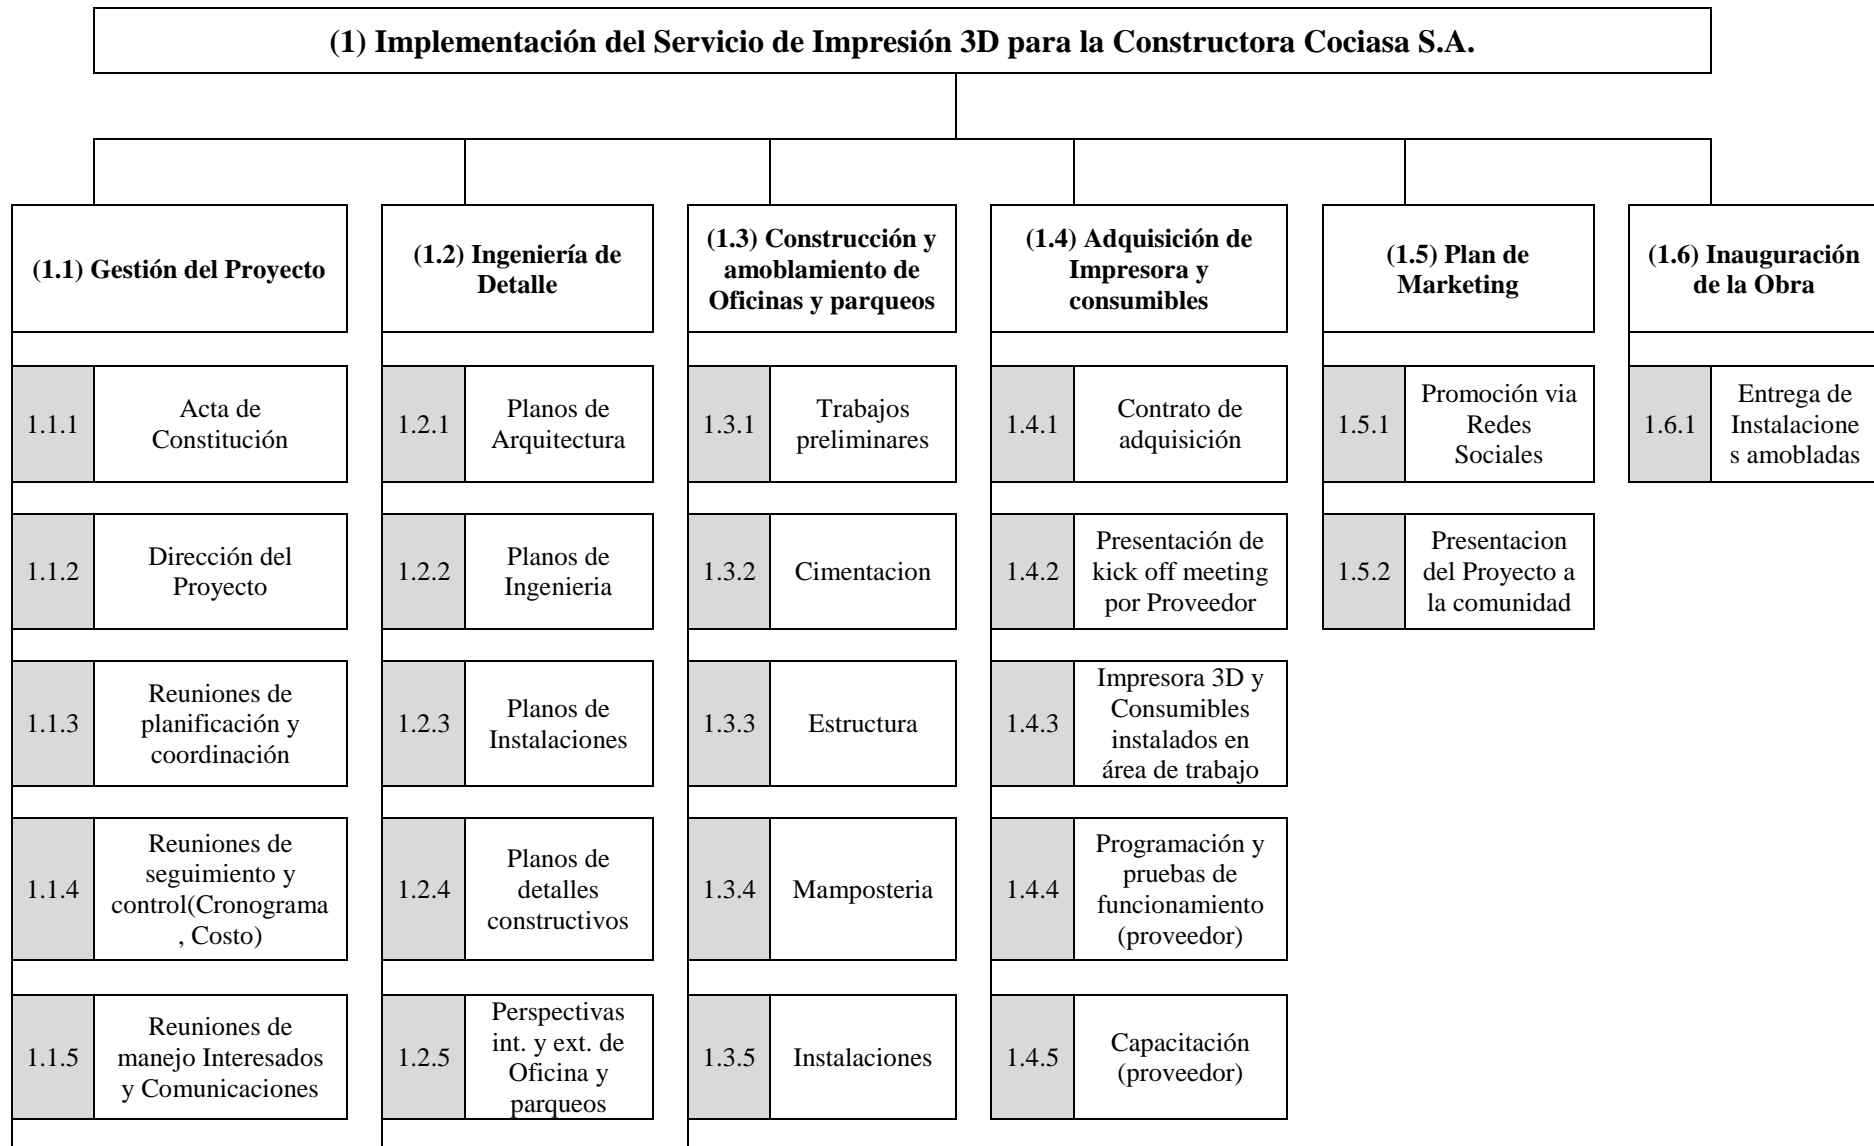 (1) Implementación del Servicio de Impresión 3D para la Constructora Cociasa S.A.
(1.1) Gestión del Proyecto
(1.2) Ingeniería de
Detalle
(1.3) Construcción y
amoblamiento de
Oficinas y parqueos
(1.4) Adquisición de
Impresora y
consumibles
(1.5) Plan de
Marketing
(1.6) Inauguración
de la Obra
1.1.1
Acta de
Constitución
1.2.1
Planos de
Arquitectura
1.3.1
Trabajos
preliminares
1.4.1
Contrato de
adquisición
1.5.1
Promoción via
Redes
Sociales
1.6.1
Entrega de
Instalacione
s amobladas
1.1.2
Dirección del
Proyecto
1.2.2
Planos de
Ingenieria
1.3.2
Cimentacion
1.4.2
Presentación de
kick off meeting
por Proveedor
1.5.2
Presentacion
del Proyecto a
la comunidad
1.1.3
Reuniones de
planificación y
coordinación
1.2.3
Planos de
Instalaciones
1.3.3
Estructura
1.4.3
Impresora 3D y
Consumibles
instalados en
área de trabajo
1.1.4
Reuniones de
seguimiento y
control(Cronograma
, Costo)
1.2.4
Planos de
detalles
constructivos
1.3.4
Mamposteria
1.4.4
Programación y
pruebas de
funcionamiento
(proveedor)
1.1.5
Reuniones de
manejo Interesados
y Comunicaciones
1.2.5
Perspectivas
int. y ext. de
Oficina y
parqueos
1.3.5
Instalaciones
1.4.5
Capacitación
(proveedor)